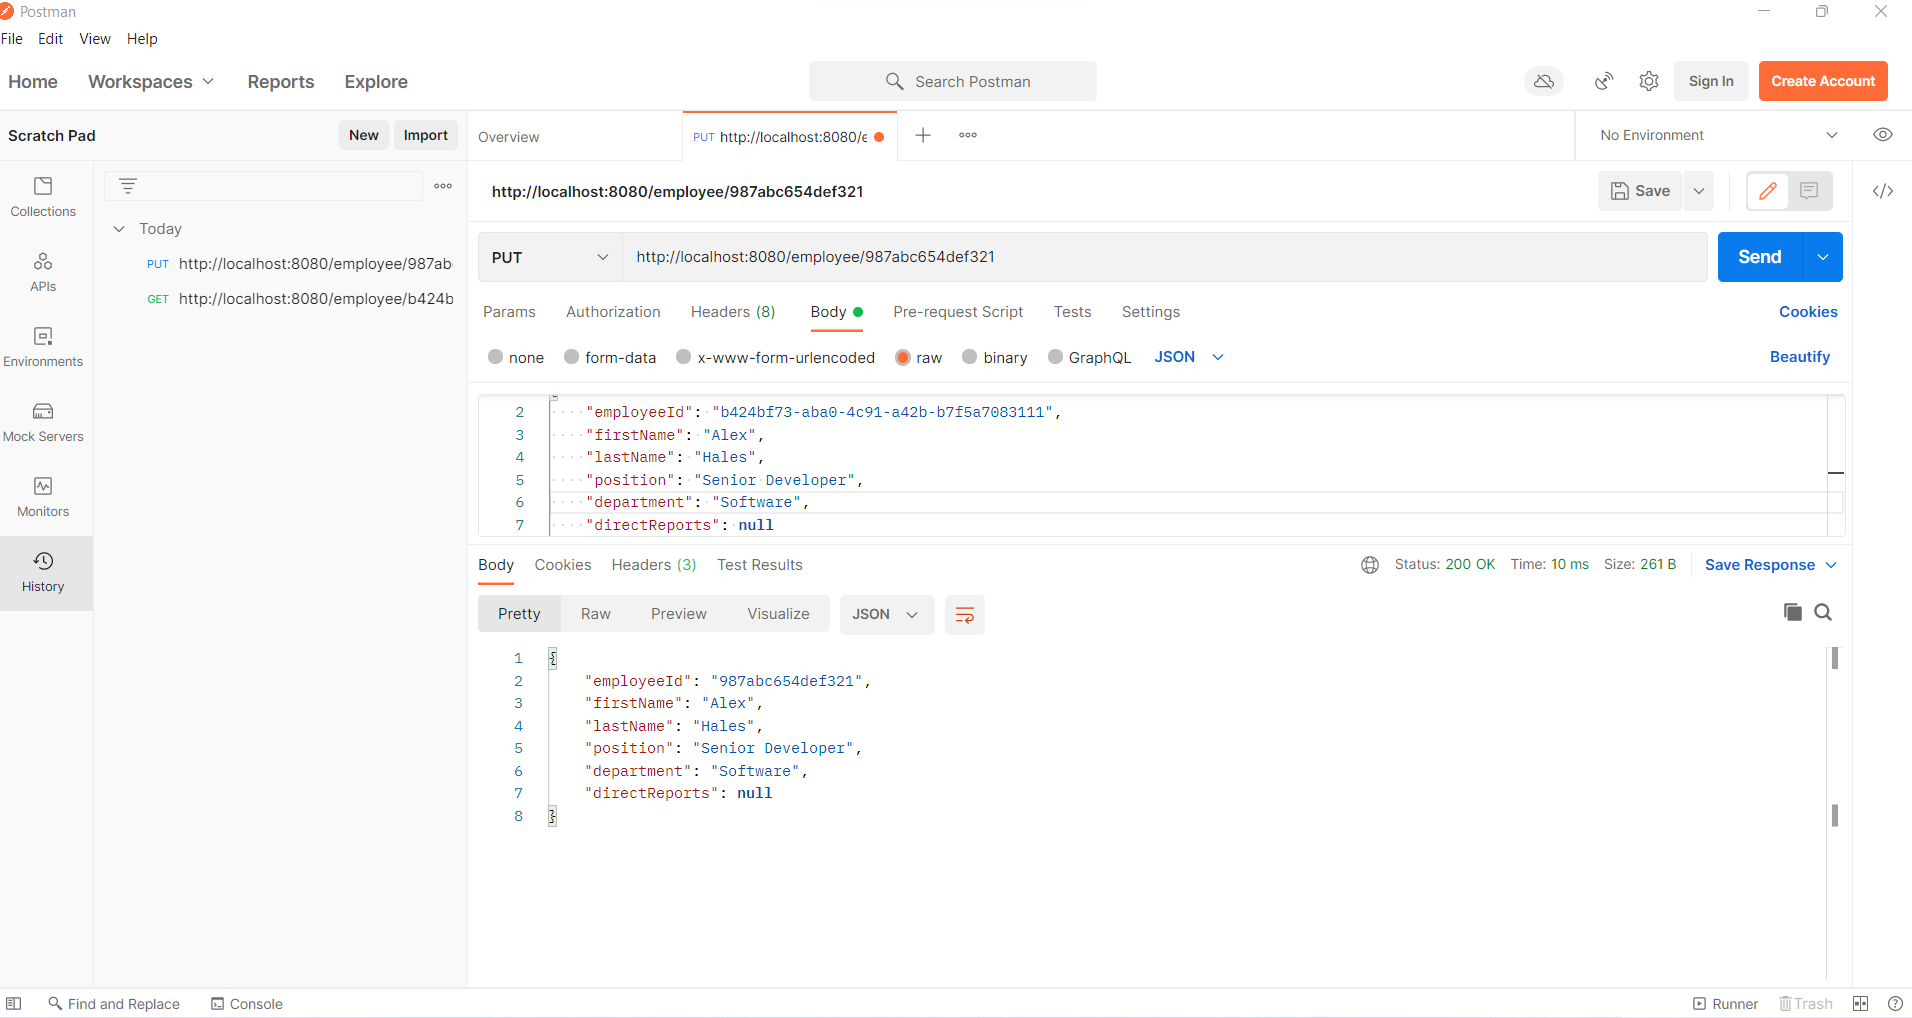 Postman
File Edit View Help
Home Workspaces Reports Explore Search Postman Sign In Create Account
Scratch Pad New Import Overview PUT http://localhost:8080/e No Environment
Collections
APIs
Environments
Mock Servers
Monitors
History
Today
PUT http://localhost:8080/employee/987ab
GET http://localhost:8080/employee/b424b
http://localhost:8080/employee/987abc654def321 Save
PUT http://localhost:8080/employee/987abc654def321 Send
Params Authorization Headers (8) Body Pre-request Script Tests Settings Cookies
none form-data x-www-form-urlencoded raw binary GraphQL JSON Beautify
2 "employeeId": "b424bf73-aba0-4c91-a42b-b7f5a7083111",
3 "firstName": "Alex",
4 "lastName": "Hales",
5 "position": "Senior Developer",
6 "department": "Software",
7 "directReports": null
Body Cookies Headers (3) Test Results Status: 200 OK Time: 10 ms Size: 261 B Save Response
Pretty Raw Preview Visualize JSON
1 {
2 "employeeId": "987abc654def321",
3 "firstName": "Alex",
4 "lastName": "Hales",
5 "position": "Senior Developer",
6 "department": "Software",
7 "directReports": null
8 }
Find and Replace Console Runner Trash